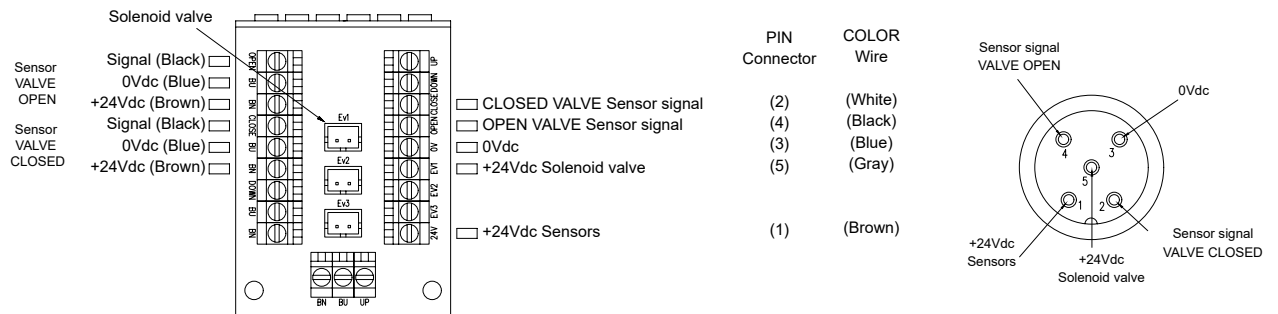 Solenoid valve
Sensor
VALVE
OPEN
Signal (Black)
0Vdc (Blue)
+24Vdc (Brown)
Sensor
VALVE
CLOSED
Signal (Black)
0Vdc (Blue)
+24Vdc (Brown)
OPEN
BU
BN
CLOSE
BU
BN
DOWN
BU
BN
Ev1
Ev2
Ev3
BN BU UP
UP
DOWN
CLOSE
OPEN
0V
EV1
EV2
EV3
24V
CLOSED VALVE Sensor signal
OPEN VALVE Sensor signal
0Vdc
+24Vdc Solenoid valve
+24Vdc Sensors
PIN COLOR
Connector Wire
(2) (White)
(4) (Black)
(3) (Blue)
(5) (Gray)
(1) (Brown)
Sensor signal
VALVE OPEN
0Vdc
4 3
5
1 2
+24Vdc
Sensors
+24Vdc
Solenoid valve
Sensor signal
VALVE CLOSED